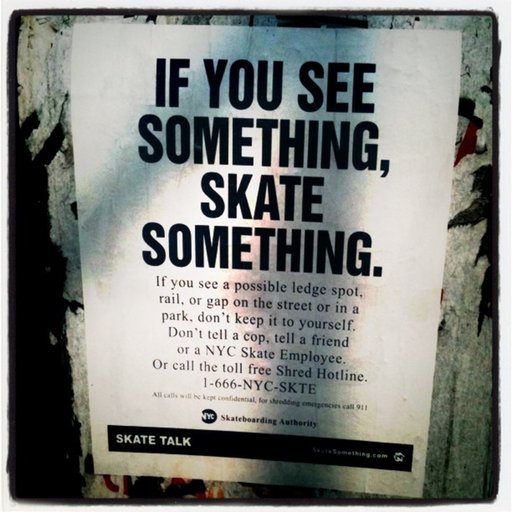 IF YOU SEE
SOMETHING,
SKATE
SOMETHING.
If you see a possible ledge spot,
rail, or gap on the street or in a
park, don't keep it to yourself.
Don't tell a cop, tell a friend
or a NYC Skate Employee.
Or call the toll free Shred Hotline.
1-666-NYC-SKTE
All calls will be kept confidential, for shredding emergencies call 911
NYC Skateboarding Authority
SKATE TALK
SkateSomething.com